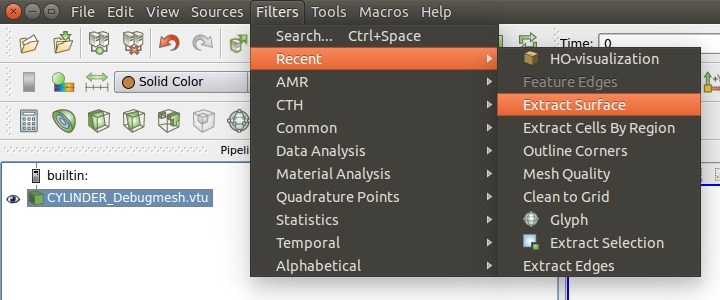 File Edit View Sources Filters Tools Macros Help
Search... Ctrl+Space
Time: 0
Recent
HO-visualization
AMR
Feature Edges
Solid Color
CTH
Extract Surface
Common
Extract Cells By Region
Data Analysis
Outline Corners
Material Analysis
Mesh Quality
builtin:
Quadrature Points
Clean to Grid
CYLINDER_Debugmesh.vtu
Statistics
Glyph
Temporal
Extract Selection
Alphabetical
Extract Edges